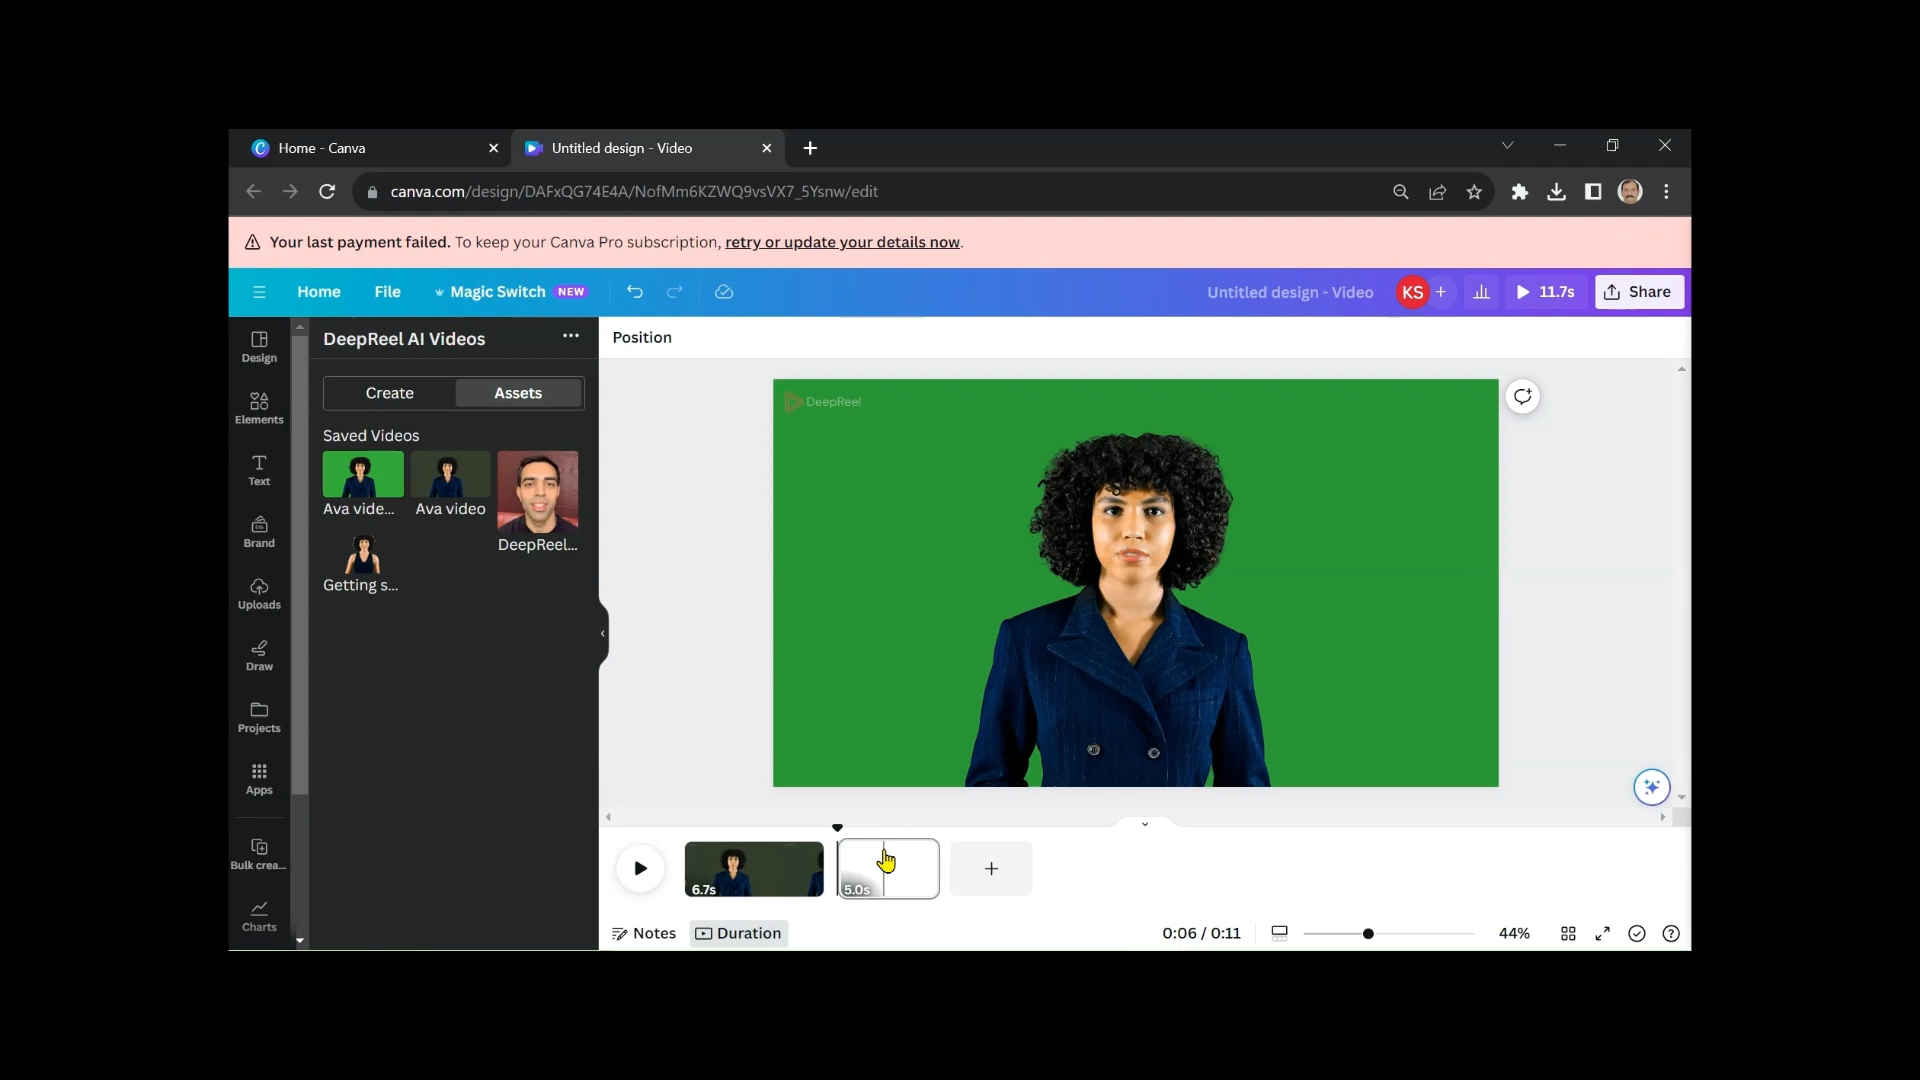 Home - Canva
Untitled design - Video
canva.com/design/DAFxQG74E4A/NofMm6KZWQ9vsVX7_5Ysnw/edit
Your last payment failed. To keep your Canva Pro subscription, retry or update your details now.
Home
File
Magic Switch NEW
Untitled design - Video
KS
11.7s
Share
Design
Elements
Text
Brand
Uploads
Draw
Projects
Apps
Bulk crea...
Charts
DeepReel AI Videos
Create
Assets
Saved Videos
Ava vide...
Ava video
DeepReel...
Getting s...
Position
DeepReel
6.7s
5.0s
Notes
Duration
0:06 / 0:11
44%